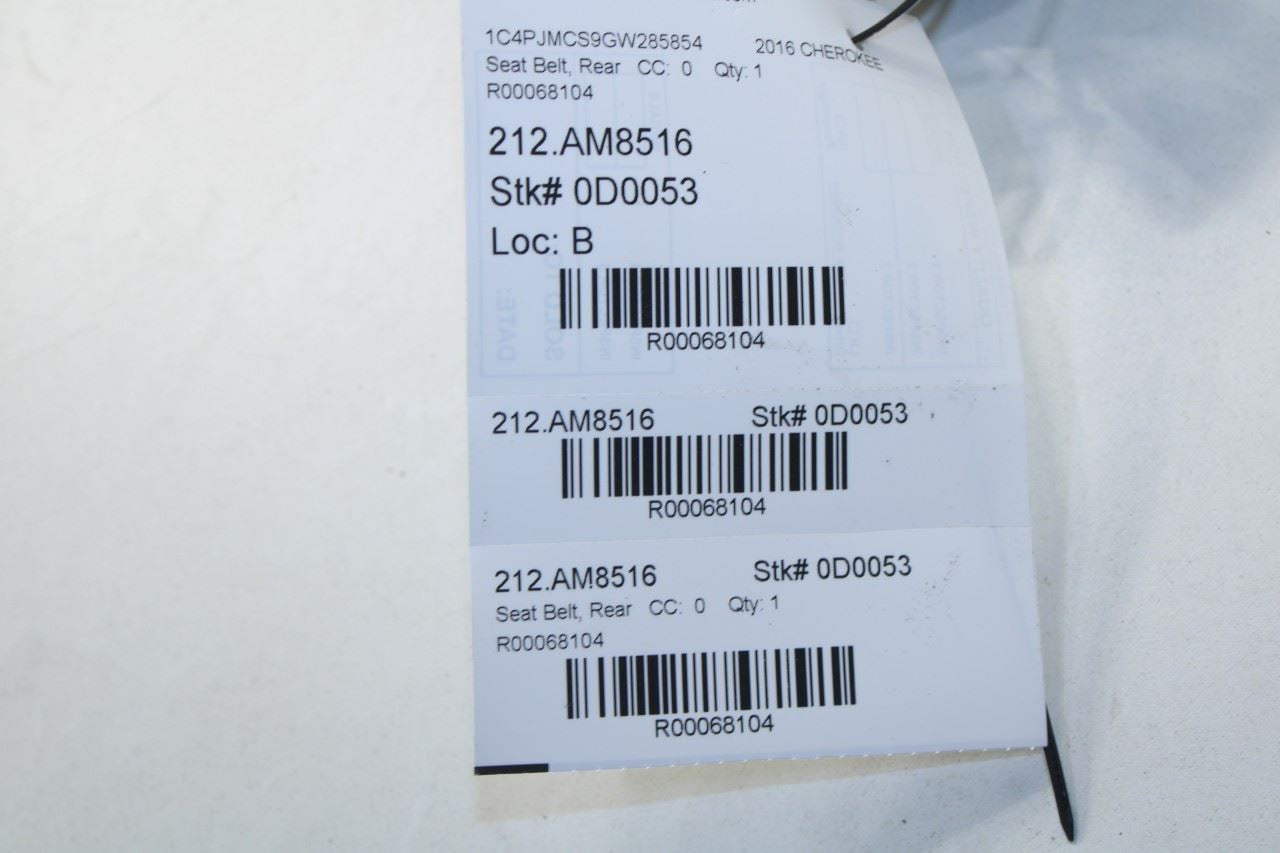 1C4PJMCS9GW285854 2016 CHEROKEE
Seat Belt, Rear CC: 0 Qty: 1
R00068104
212.AM8516
Stk# 0D0053
Loc: B
R00068104
212.AM8516 Stk# 0D0053
R00068104
212.AM8516 Stk# 0D0053
Seat Belt, Rear CC: 0 Qty: 1
R00068104
R00068104